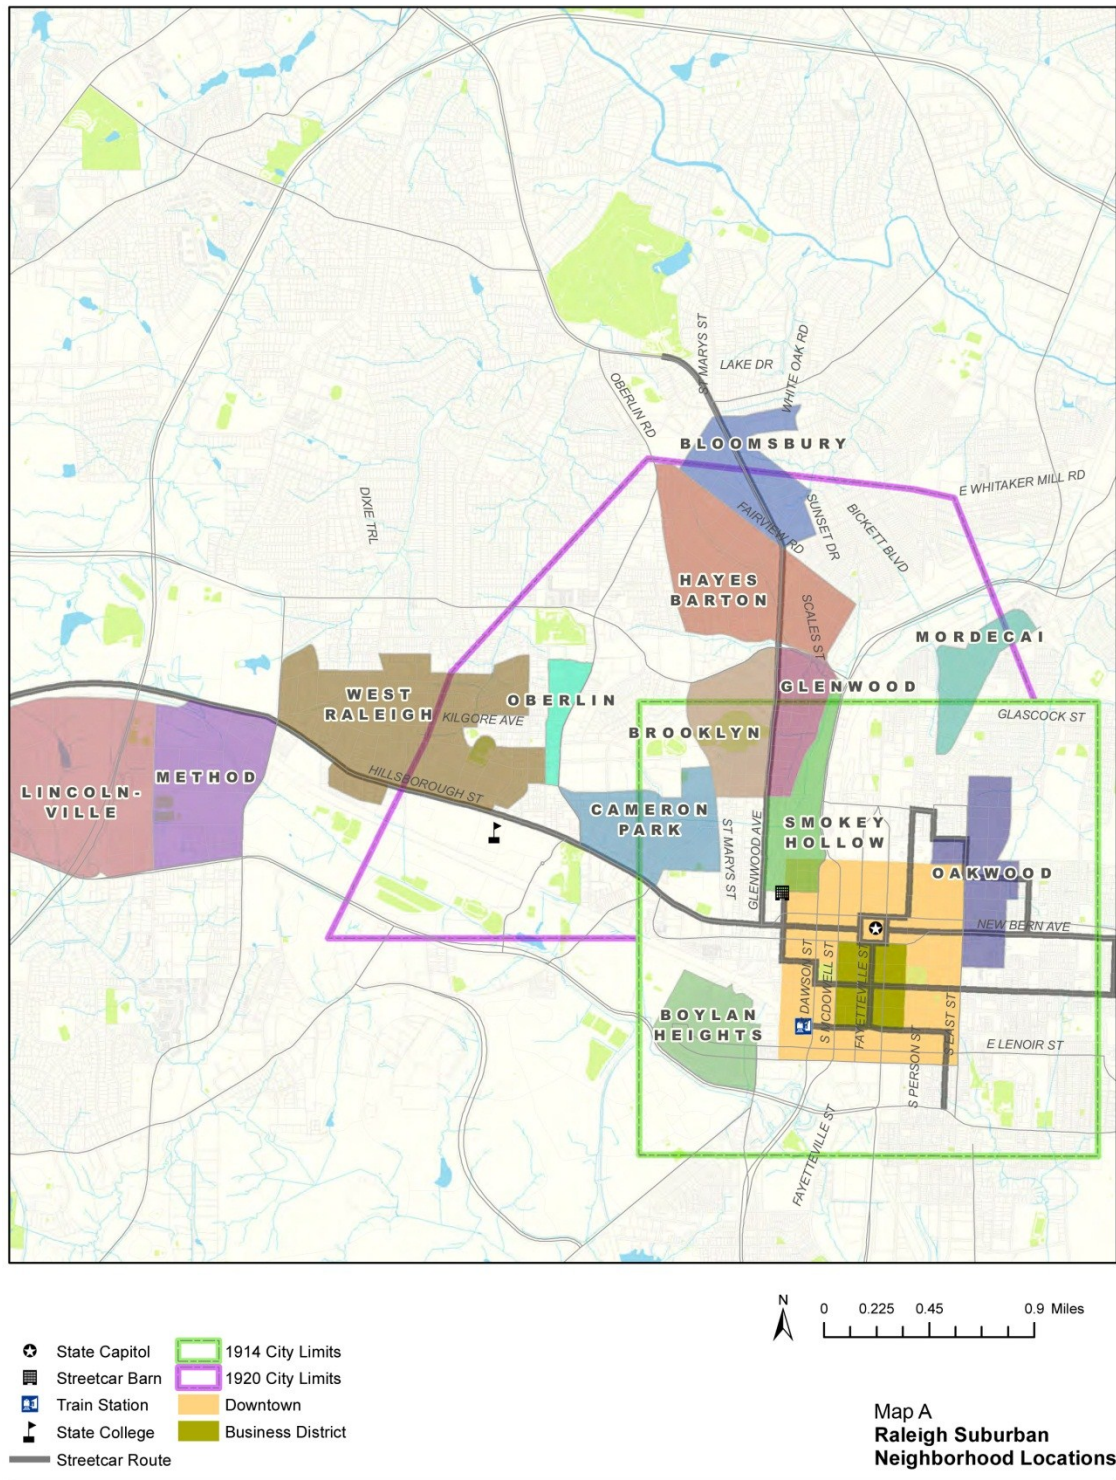 ST MARYS ST
WHITE OAK RD
LAKE DR
OBERLIN RD
BLOOMSBURY
E WHITAKER MILL RD
DIXIE TRL
FAIRVIEW RD
SUNSET DR
BICKETT BLVD
HAYES
BARTON
SCALES ST
MORDECAI
WEST
RALEIGH
OBERLIN
GLENWOOD
KILGORE AVE
BROOKLYN
GLASCOCK ST
METHOD
LINCOLN-
VILLE
HILLSBOROUGH ST
CAMERON
PARK
SMOKEY
HOLLOW
ST MARYS ST
GLENWOOD AVE
OAKWOOD
NEW BERN AVE
S DAWSON ST
S MCDOWELL ST
FAYETTEVILLE ST
BOYLAN
HEIGHTS
S EAST ST
S PERSON ST
E LENOIR ST
FAYETTEVILLE ST
N
0 0.225 0.45 0.9 Miles
State Capitol
Streetcar Barn
Train Station
State College
Streetcar Route
1914 City Limits
1920 City Limits
Downtown
Business District
Map A
Raleigh Suburban
Neighborhood Locations